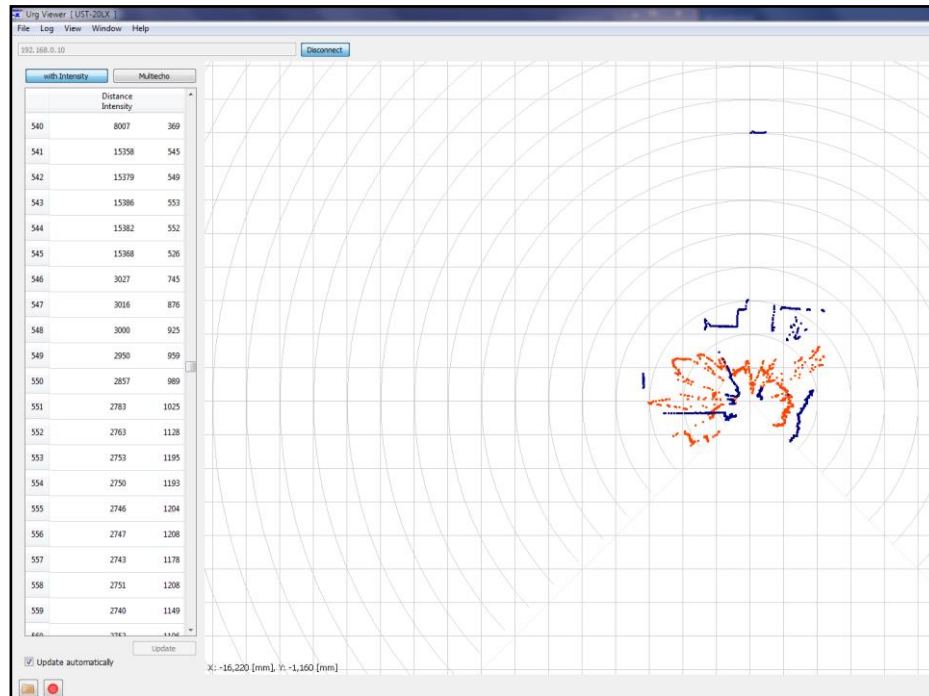 Urg Viewer [ UST-20LX ]
File Log View Window Help
192.168.0.10 Disconnect
with Intensity Multiecho
Distance
Intensity
540 8007 369
541 15358 545
542 15379 549
543 15386 553
544 15382 552
545 15368 526
546 3027 745
547 3016 876
548 3000 925
549 2950 959
550 2857 989
551 2783 1025
552 2763 1128
553 2753 1195
554 2750 1193
555 2746 1204
556 2747 1208
557 2743 1178
558 2751 1208
559 2740 1149
Update
Update automatically
X: -16,220 [mm], Y: -1,160 [mm]